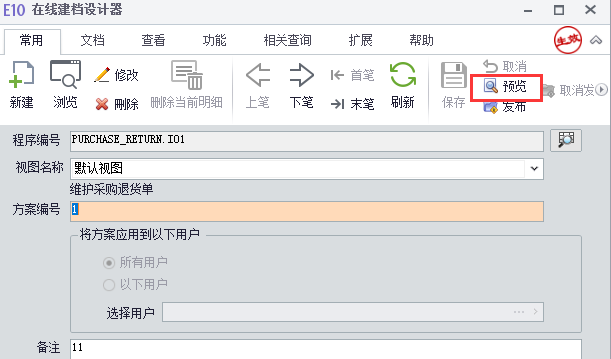 E10 在线建档设计器
常用 文档 查看 功能 相关查询 扩展 帮助 生效
新建 浏览 修改 删除 删除当前明细 上笔 下笔 首笔 末笔 刷新 保存 取消 预览 发布 取消发
程序编号 PURCHASE_RETURN.I01
视图名称 默认视图
维护采购退货单
方案编号 1
将方案应用到以下用户
所有用户
以下用户
选择用户
备注 11